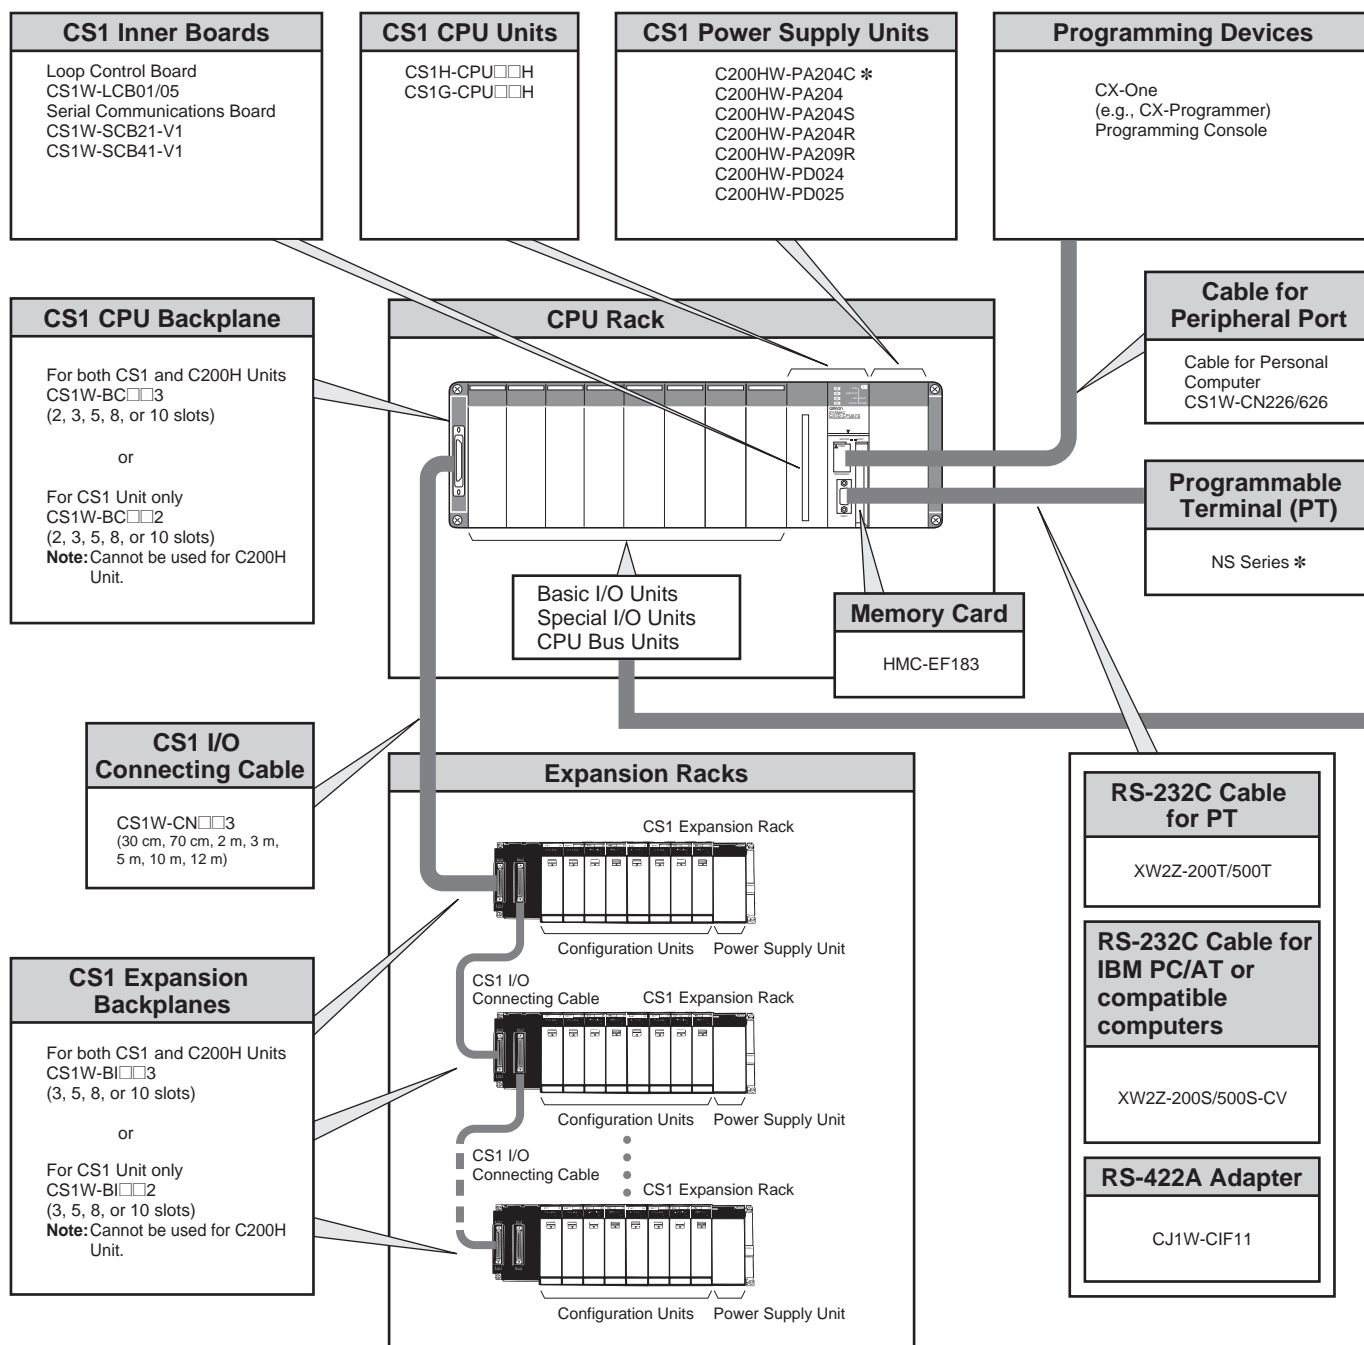 CS1 Inner Boards
Loop Control Board
CS1W-LCB01/05
Serial Communications Board
CS1W-SCB21-V1
CS1W-SCB41-V1
CS1 CPU Units
CS1H-CPU□□H
CS1G-CPU□□H
CS1 Power Supply Units
C200HW-PA204C *
C200HW-PA204
C200HW-PA204S
C200HW-PA204R
C200HW-PA209R
C200HW-PD024
C200HW-PD025
Programming Devices
CX-One
(e.g., CX-Programmer)
Programming Console
CS1 CPU Backplane
For both CS1 and C200H Units
CS1W-BC□□3
(2, 3, 5, 8, or 10 slots)
or
For CS1 Unit only
CS1W-BC□□2
(2, 3, 5, 8, or 10 slots)
Note: Cannot be used for C200H
Unit.
CPU Rack
Basic I/O Units
Special I/O Units
CPU Bus Units
Memory Card
HMC-EF183
Cable for
Peripheral Port
Cable for Personal
Computer
CS1W-CN226/626
Programmable
Terminal (PT)
NS Series *
CS1 I/O
Connecting Cable
CS1W-CN□□3
(30 cm, 70 cm, 2 m, 3 m,
5 m, 10 m, 12 m)
Expansion Racks
CS1 Expansion Rack
Configuration Units
Power Supply Unit
CS1 I/O
Connecting Cable
CS1 Expansion Rack
Configuration Units
Power Supply Unit
CS1 I/O
Connecting Cable
CS1 Expansion Rack
Configuration Units
Power Supply Unit
CS1 Expansion
Backplanes
For both CS1 and C200H Units
CS1W-BI□□3
(3, 5, 8, or 10 slots)
or
For CS1 Unit only
CS1W-BI□□2
(3, 5, 8, or 10 slots)
Note: Cannot be used for C200H
Unit.
RS-232C Cable
for PT
XW2Z-200T/500T
RS-232C Cable for
IBM PC/AT or
compatible
computers
XW2Z-200S/500S-CV
RS-422A Adapter
CJ1W-CIF11